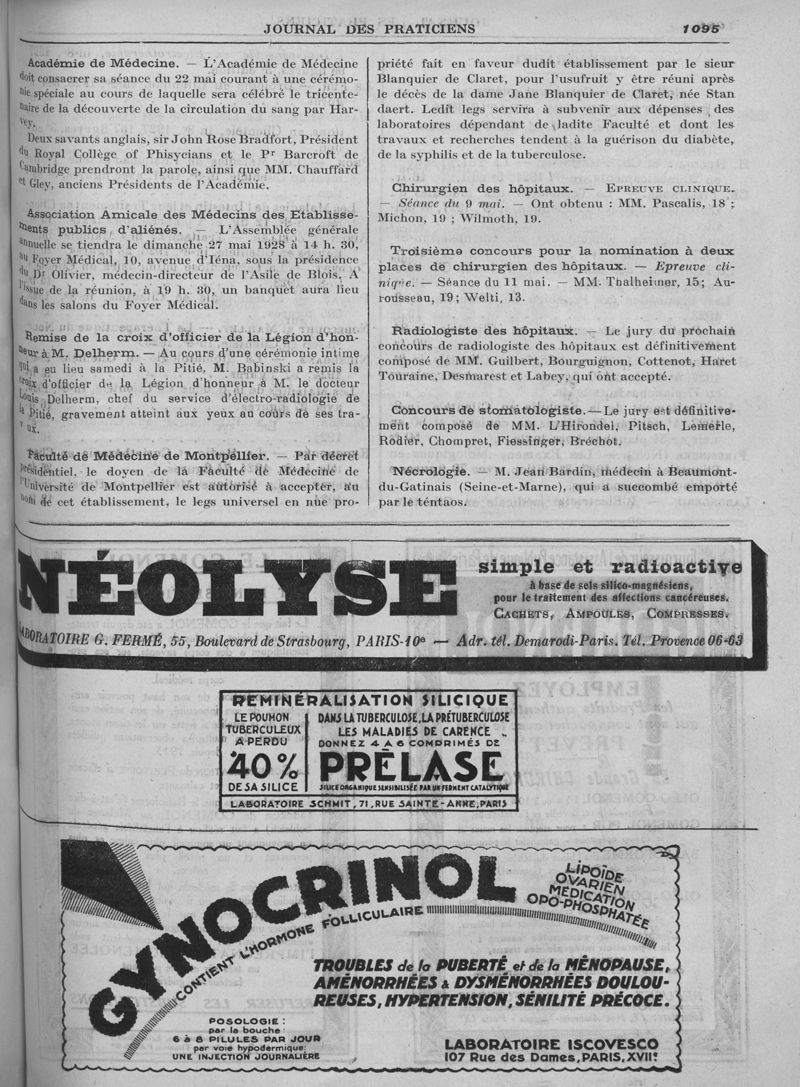 JOURNAL DES PRATICIENS 1095
Académie de Médecine. — L'Académie de Médecine
doit consacrer sa séance du 22 mai courant à une cérémo-
nie spéciale au cours de laquelle sera célébré le tricente-
naire de la découverte de la circulation du sang par Har-
vey.
Deux savants anglais, sir John Rose Bradfort, Président
du Royal Collège of Phisycians et le Pr Barcroft de
Cambridge prendront la parole, ainsi que MM. Chauffard
et Gley, anciens Présidents de l'Académie.
Association Amicale des Médecins des Etablisse-
ments publics d'aliénés. — L'Assemblée générale
annuelle se tiendra le dimanche 27 mai 1928 à 14 h. 30,
au Foyer Médical, 10, avenue d'Iéna, sous la présidence
du Dr Olivier, médecin-directeur de l'Asile de Blois. A
l'issue de la réunion, à 19 h. 30, un banquet aura lieu
dans les salons du Foyer Médical.
Remise de la croix d'officier de la Légion d'hon-
neur à M. Delherm. — Au cours d'une cérémonie intime
qui a eu lieu samedi à la Pitié, M. Babinski a remis la
croix d'officier de la Légion d'honneur à M. le docteur
Louis Delherm, chef du service d'électro-radiologie de
la Pitié, gravement atteint aux yeux au cours de ses tra-
v ux.
Faculté de Médecine de Montpellier. — Par décret
présidentiel, le doyen de la Faculté de Médecine de
l'Université de Montpellier est autorisé à accepter, au
nom de cet établissement, le legs universel en nue pro-
priété fait en faveur dudit établissement par le sieur
Blanquier de Claret, pour l'usufruit y être réuni après
le décès de la dame Jane Blanquier de Claret, née Stan
daert. Ledit legs servira à subvenir aux dépenses des
laboratoires dépendant de ladite Faculté et dont les
travaux et recherches tendent à la guérison du diabète,
de la syphilis et de la tuberculose.
Chirurgien des hôpitaux. — EPREUVE CLINIQUE.
— Séance du 9 mai. — Ont obtenu : MM. Pascalis, 18 ;
Michon, 19 ; Wilmoth, 19.
Troisième concours pour la nomination à deux
places de chirurgien des hôpitaux. — Epreuve cli-
nique. — Séance du 11 mai. — MM. Thalheimer, 15; Au-
rousseau, 19; Welti, 13.
Radiologiste des hôpitaux. — Le jury du prochain
concours de radiologiste des hôpitaux est définitivement
composé de MM. Guilbert, Bourguignon, Cottenot, Haret
Touraine, Desmarest et Labey, qui ont accepté.
Concours de stomatologiste. — Le jury est définitive-
ment composé de MM. L'Hirondel, Pitsch, Lemerle,
Rodier, Chompret, Fiessinger, Bréchot.
Nécrologie. — M. Jean Bardin, médecin à Beaumont-
du-Gatinais (Seine-et-Marne), qui a succombé emporté
par le téntaos.
NÉOLYSE
simple et radioactive
à base de sels silico-magnésiens,
pour le traitement des affections cancéreuses.
CACHETS, AMPOULES, COMPRESSES.
LABORATOIRE G. FERMÉ, 55, Boulevard de Strasbourg, PARIS-10e — Adr. tél. Demarodi-Paris. Tél. Provence 06-63
REMINÉRALISATION SILICIQUE
LE POUMON
TUBERCULEUX
A PERDU
40%
DE SA SILICE
DANS LA TUBERCULOSE, LA PRÉTUBERCULOSE
LES MALADIES DE CARENCE
DONNEZ 4 A 6 COMPRIMÉS DE
PRÉLASE
SILICE ORGANIQUE SENSIBILISÉE PAR UN FERMENT CATALYTIQUE
LABORATOIRE SCHMIT, 71, RUE SAINTE-ANNE, PARIS
GYNOCRINOL
CONTIENT L'HORMONE FOLLICULAIRE
LIPOÏDE
OVARIEN
MÉDICATION
OPO-PHOSPHATÉE
TROUBLES de la PUBERTÉ et de la MÉNOPAUSE,
AMÉNORRHÉES & DYSMÉNORRHÉES DOULOU-
REUSES, HYPERTENSION, SÉNILITÉ PRÉCOCE.
POSOLOGIE :
par la bouche :
6 à 8 PILULES PAR JOUR
par voie hypodermique:
UNE INJECTION JOURNALIÈRE
LABORATOIRE ISCOVESCO
107 Rue des Dames, PARIS, XVIIe